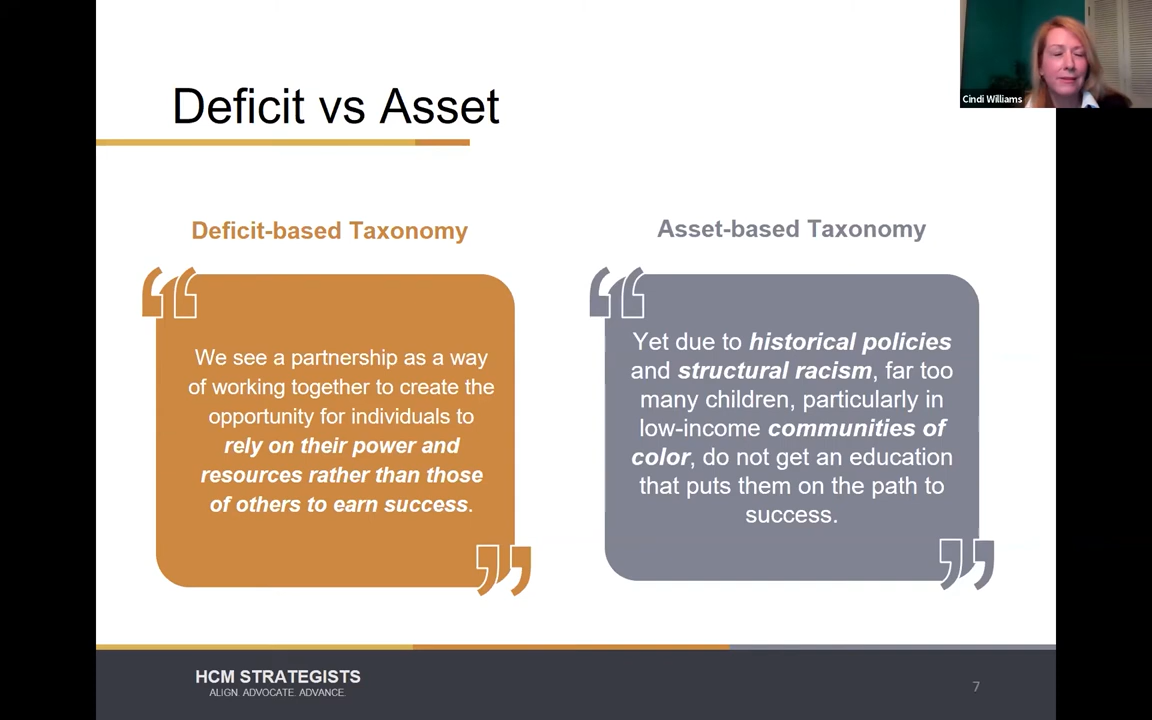 Deficit vs Asset
Cindi Williams
Deficit-based Taxonomy
We see a partnership as a way
of working together to create the
opportunity for individuals to
rely on their power and
resources rather than those
of others to earn success.
Asset-based Taxonomy
Yet due to historical policies
and structural racism, far too
many children, particularly in
low-income communities of
color, do not get an education
that puts them on the path to
success.
HCM STRATEGISTS
ALIGN. ADVOCATE. ADVANCE.
7